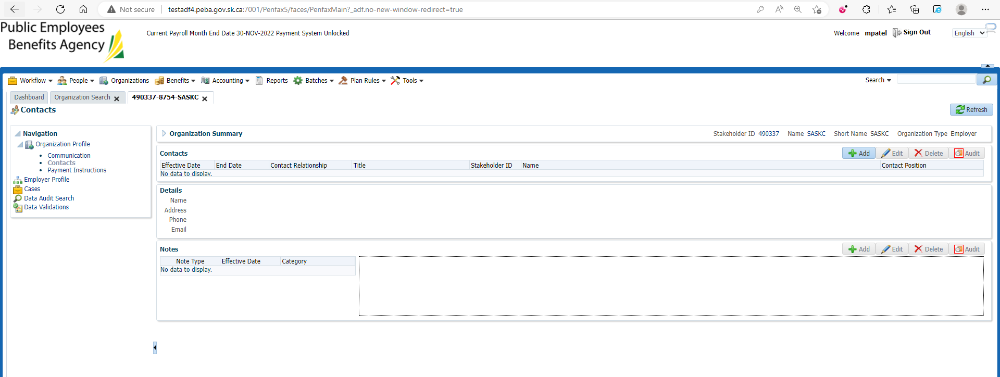 Not secure testadf4.peba.gov.sk.ca:7001/Penfax5/faces/PenfaxMain?_adf.no-new-window-redirect=true
Public Employees
Benefits Agency
Current Payroll Month End Date 30-NOV-2022 Payment System Unlocked
Welcome mpatel Sign Out English
Workflow People Organizations Benefits Accounting Reports Batches Plan Rules Tools Search
Dashboard Organization Search 490337-8754-SASKC
Contacts
Refresh
Navigation
Organization Profile
Communication
Contacts
Payment Instructions
Employer Profile
Cases
Data Audit Search
Data Validations
Organization Summary Stakeholder ID 490337 Name SASKC Short Name SASKC Organization Type Employer
Contacts Add Edit Delete Audit
Effective Date End Date Contact Relationship Title Stakeholder ID Name Contact Position
No data to display.
Details
Name
Address
Phone
Email
Notes Add Edit Delete Audit
Note Type Effective Date Category
No data to display.